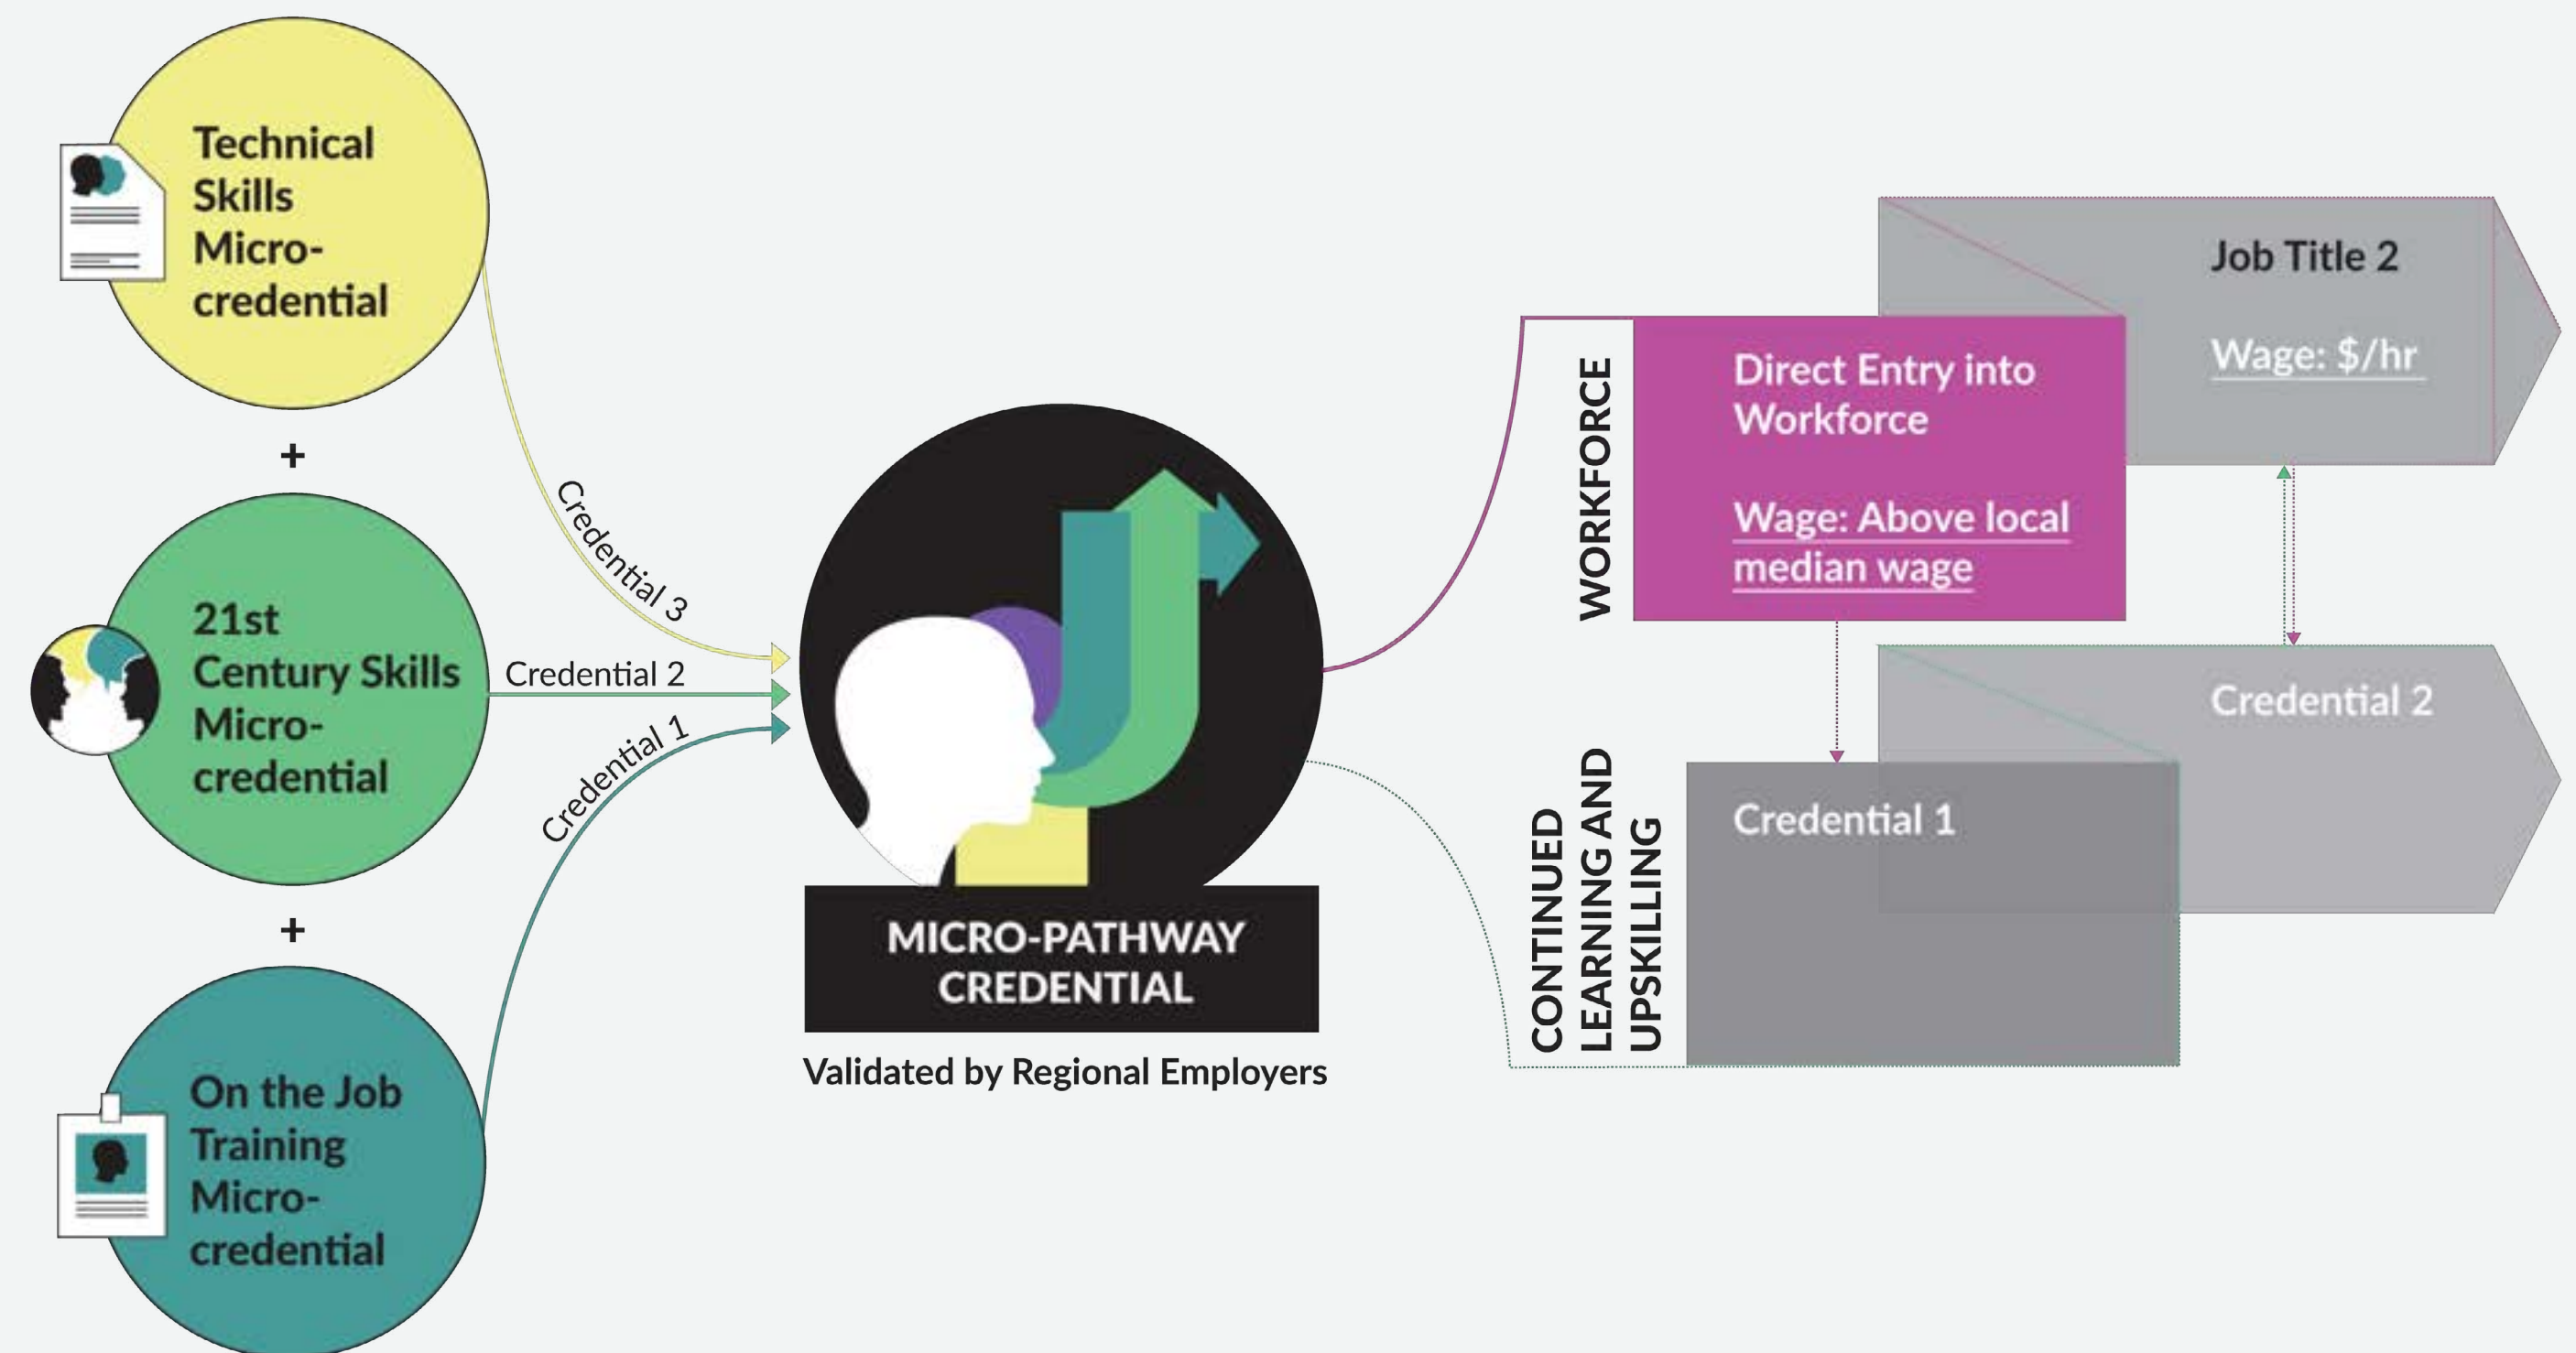 Technical
Skills
Micro-
credential
+
21st
Century Skills
Micro-
credential
+
On the Job
Training
Micro-
credential
Credential 3
Credential 2
Credential 1
MICRO-PATHWAY
CREDENTIAL
Validated by Regional Employers
WORKFORCE
Direct Entry into
Workforce
Wage: Above local
median wage
Job Title 2
Wage: $/hr
CONTINUED
LEARNING AND
UPSKILLING
Credential 1
Credential 2